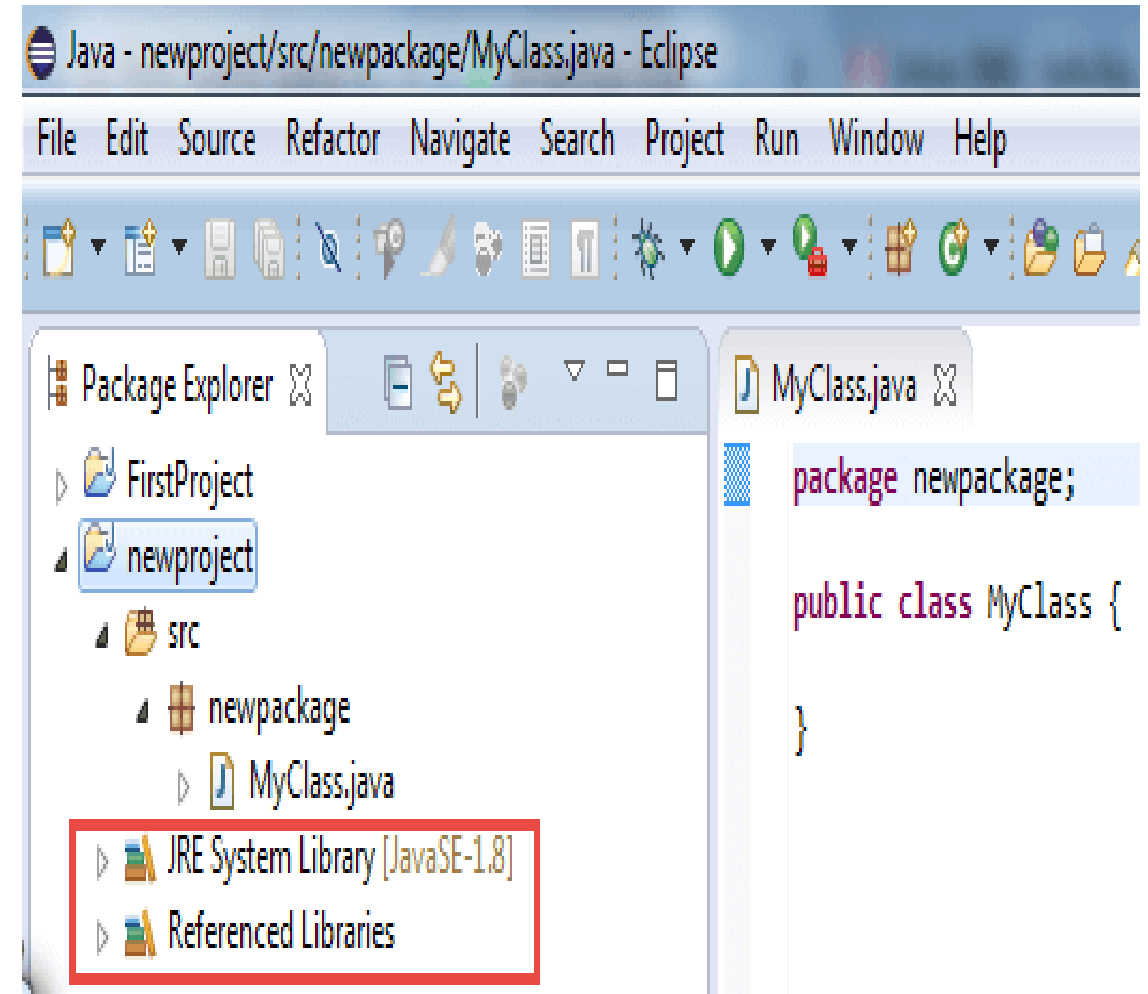 Java - newproject/src/newpackage/MyClass.java - Eclipse
File Edit Source Refactor Navigate Search Project Run Window Help
Package Explorer
FirstProject
newproject
src
newpackage
MyClass.java
JRE System Library [JavaSE-1.8]
Referenced Libraries
MyClass.java
package newpackage;
public class MyClass {
}